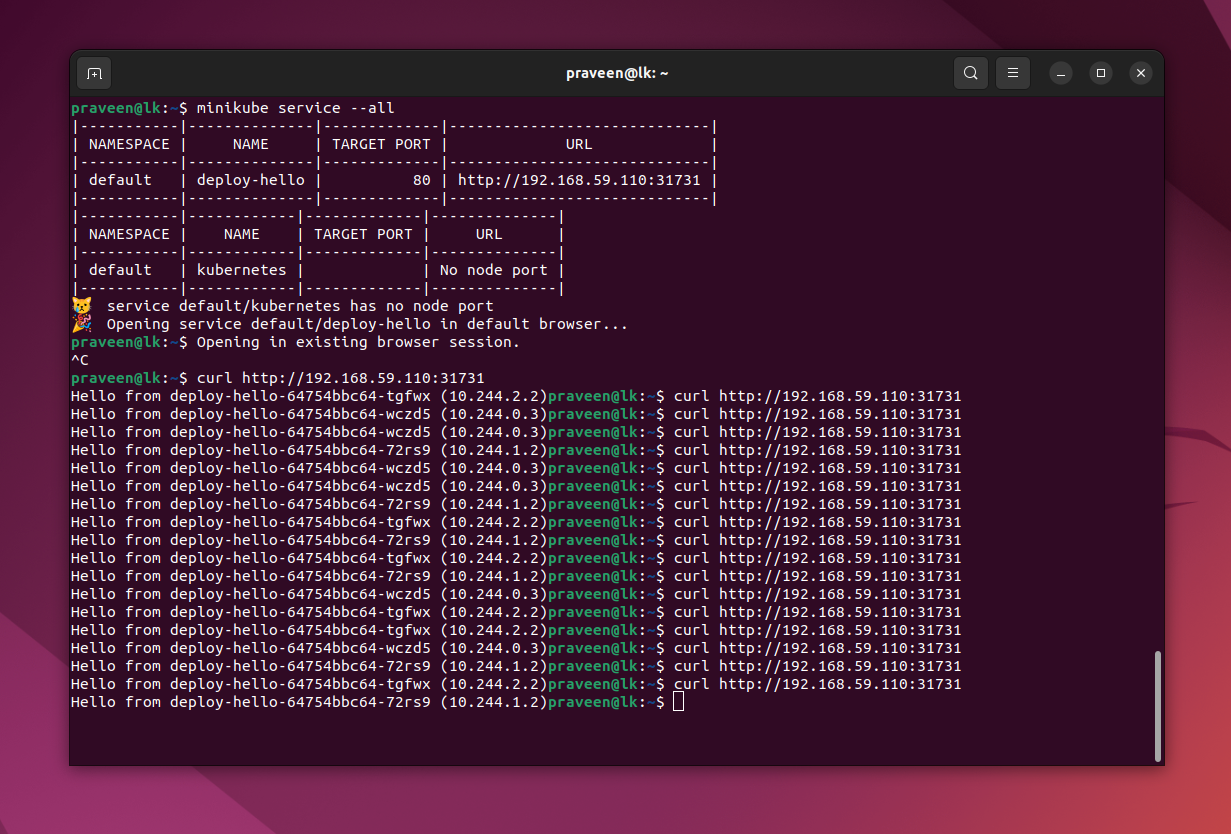 praveen@lk: ~
praveen@lk:~$ minikube service --all
|-----------|--------------|-------------|-----------------------------|
| NAMESPACE |     NAME     | TARGET PORT |             URL             |
|-----------|--------------|-------------|-----------------------------|
| default   | deploy-hello |          80 | http://192.168.59.110:31731 |
|-----------|--------------|-------------|-----------------------------|
|-----------|------------|-------------|--------------|
| NAMESPACE |    NAME    | TARGET PORT |     URL      |
|-----------|------------|-------------|--------------|
| default   | kubernetes |             | No node port |
|-----------|------------|-------------|--------------|
😿  service default/kubernetes has no node port
🎉  Opening service default/deploy-hello in default browser...
praveen@lk:~$ Opening in existing browser session.
^C
praveen@lk:~$ curl http://192.168.59.110:31731
Hello from deploy-hello-64754bbc64-tgfwx (10.244.2.2)praveen@lk:~$ curl http://192.168.59.110:31731
Hello from deploy-hello-64754bbc64-wczd5 (10.244.0.3)praveen@lk:~$ curl http://192.168.59.110:31731
Hello from deploy-hello-64754bbc64-wczd5 (10.244.0.3)praveen@lk:~$ curl http://192.168.59.110:31731
Hello from deploy-hello-64754bbc64-72rs9 (10.244.1.2)praveen@lk:~$ curl http://192.168.59.110:31731
Hello from deploy-hello-64754bbc64-wczd5 (10.244.0.3)praveen@lk:~$ curl http://192.168.59.110:31731
Hello from deploy-hello-64754bbc64-wczd5 (10.244.0.3)praveen@lk:~$ curl http://192.168.59.110:31731
Hello from deploy-hello-64754bbc64-72rs9 (10.244.1.2)praveen@lk:~$ curl http://192.168.59.110:31731
Hello from deploy-hello-64754bbc64-tgfwx (10.244.2.2)praveen@lk:~$ curl http://192.168.59.110:31731
Hello from deploy-hello-64754bbc64-72rs9 (10.244.1.2)praveen@lk:~$ curl http://192.168.59.110:31731
Hello from deploy-hello-64754bbc64-tgfwx (10.244.2.2)praveen@lk:~$ curl http://192.168.59.110:31731
Hello from deploy-hello-64754bbc64-72rs9 (10.244.1.2)praveen@lk:~$ curl http://192.168.59.110:31731
Hello from deploy-hello-64754bbc64-wczd5 (10.244.0.3)praveen@lk:~$ curl http://192.168.59.110:31731
Hello from deploy-hello-64754bbc64-tgfwx (10.244.2.2)praveen@lk:~$ curl http://192.168.59.110:31731
Hello from deploy-hello-64754bbc64-tgfwx (10.244.2.2)praveen@lk:~$ curl http://192.168.59.110:31731
Hello from deploy-hello-64754bbc64-wczd5 (10.244.0.3)praveen@lk:~$ curl http://192.168.59.110:31731
Hello from deploy-hello-64754bbc64-72rs9 (10.244.1.2)praveen@lk:~$ curl http://192.168.59.110:31731
Hello from deploy-hello-64754bbc64-tgfwx (10.244.2.2)praveen@lk:~$ curl http://192.168.59.110:31731
Hello from deploy-hello-64754bbc64-72rs9 (10.244.1.2)praveen@lk:~$